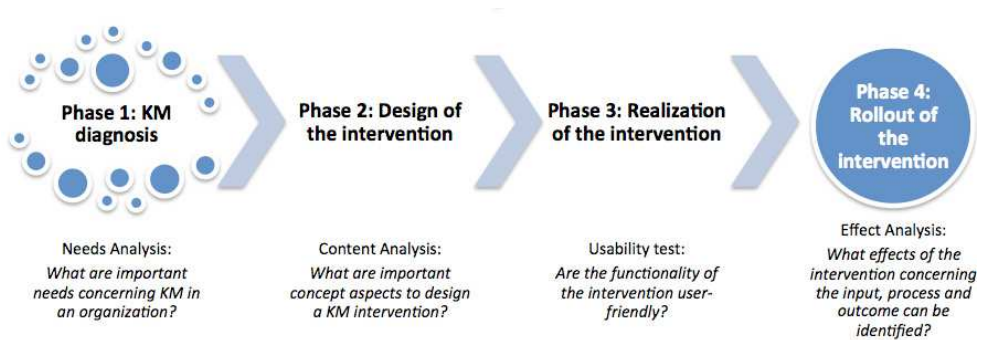 Phase 1: KM
diagnosis
Phase 2: Design of
the intervention
Phase 3: Realization
of the intervention
Phase 4:
Rollout of
the
intervention
Needs Analysis:
What are important
needs concerning KM in
an organization?
Content Analysis:
What are important
concept aspects to design
a KM intervention?
Usability test:
Are the functionality of
the intervention user-
friendly?
Effect Analysis:
What effects of the
intervention concerning
the input, process and
outcome can be
identified?